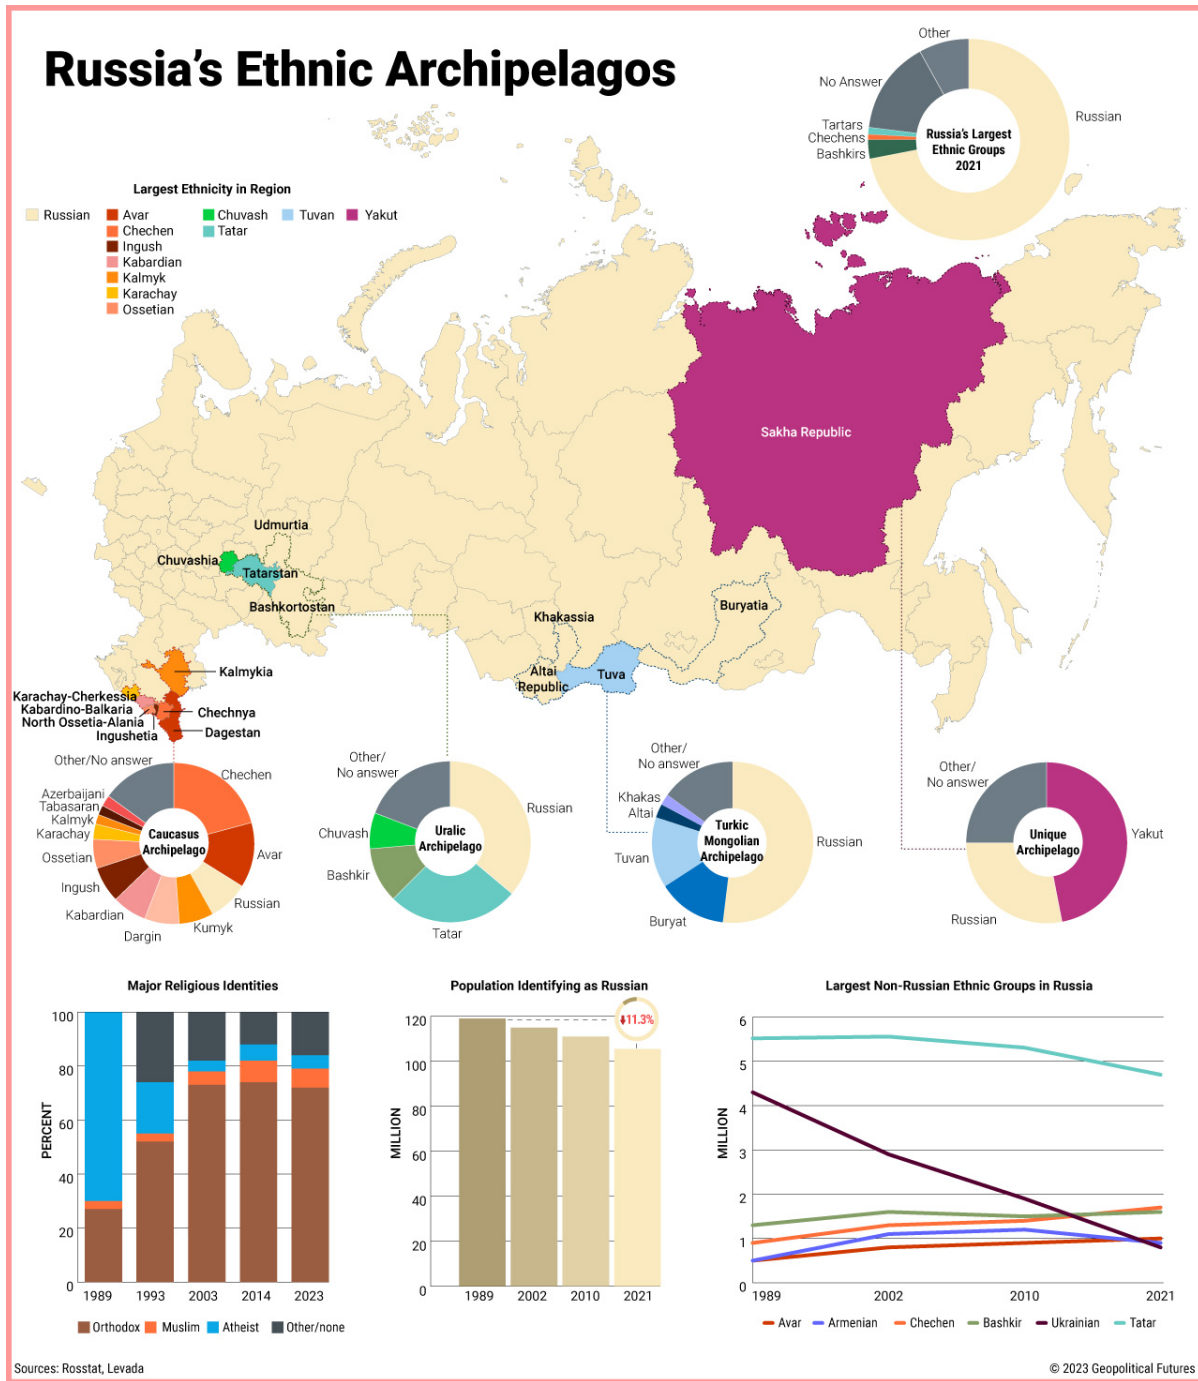 Russia's Ethnic Archipelagos
Other
No Answer
Tartars
Chechens
Bashkirs
Russian
Russia's Largest
Ethnic Groups
2021
Largest Ethnicity in Region
Russian
Avar
Chechen
Ingush
Kabardian
Kalmyk
Karachay
Ossetian
Chuvash
Tatar
Tuvan
Yakut
Sakha Republic
Udmurtia
Chuvashia
Tatarstan
Bashkortostan
Khakassia
Buryatia
Altai
Republic
Tuva
Kalmykia
Karachay-Cherkessia
Kabardino-Balkaria
North Ossetia-Alania
Ingushetia
Chechnya
Dagestan
Other/No answer
Chechen
Azerbaijani
Tabasaran
Kalmyk
Karachay
Ossetian
Ingush
Kabardian
Dargin
Kumyk
Russian
Avar
Caucasus
Archipelago
Other/
No answer
Russian
Chuvash
Bashkir
Tatar
Uralic
Archipelago
Other/
No answer
Khakas
Altai
Tuvan
Buryat
Russian
Turkic
Mongolian
Archipelago
Other/
No answer
Yakut
Russian
Unique
Archipelago
Major Religious Identities
PERCENT
100
80
60
40
20
0
1989 1993 2003 2014 2023
Orthodox Muslim Atheist Other/none
Population Identifying as Russian
11.3%
MILLION
120
100
80
60
40
20
0
1989 2002 2010 2021
Largest Non-Russian Ethnic Groups in Russia
MILLION
6
5
4
3
2
1
0
1989 2002 2010 2021
Avar Armenian Chechen Bashkir Ukrainian Tatar
Sources: Rosstat, Levada
© 2023 Geopolitical Futures